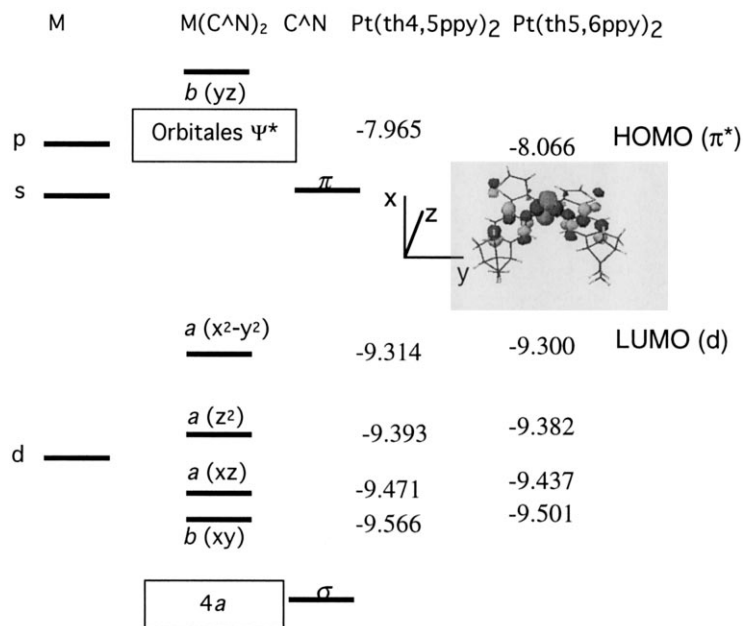 M M(C^N)₂ C^N Pt(th4,5ppy)₂ Pt(th5,6ppy)₂
b (yz)
Orbitales Ψ* -7.965 HOMO (π*)
p -8.066
s π
x
z
y
a (x²-y²) -9.314 -9.300 LUMO (d)
a (z²) -9.393 -9.382
d
a (xz) -9.471 -9.437
b (xy) -9.566 -9.501
4a σ